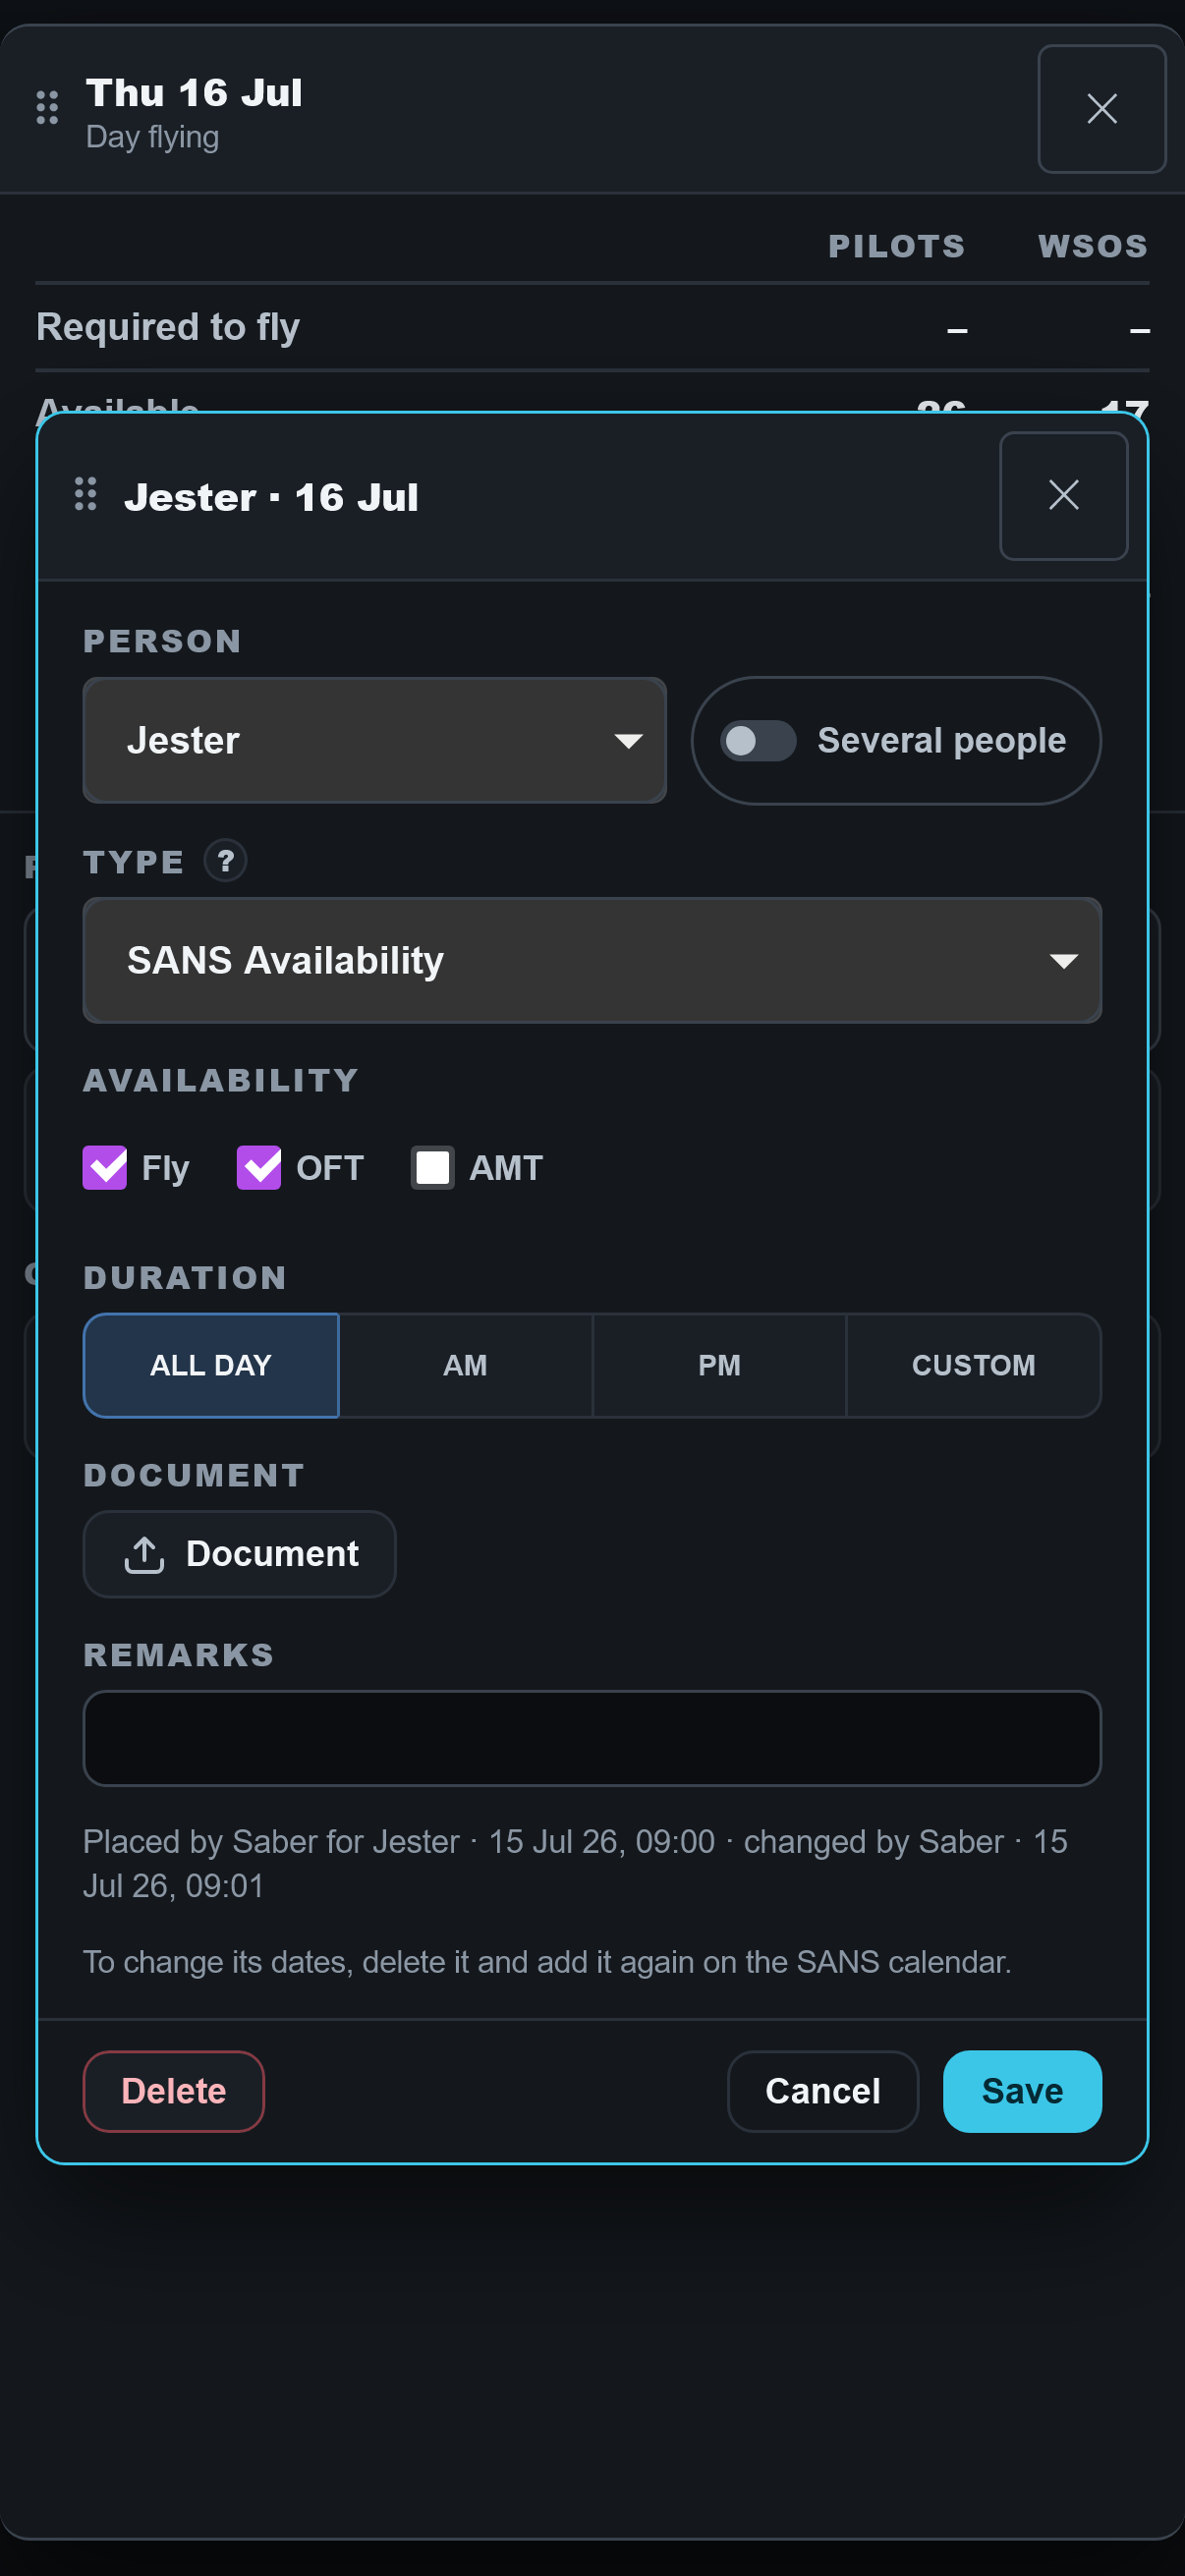 Thu 16 Jul
Day flying
PILOTS WSOS
Required to fly – –
Available 26 17
Jester · 16 Jul
PERSON
Jester
Several people
TYPE ?
SANS Availability
AVAILABILITY
Fly OFT AMT
DURATION
ALL DAY AM PM CUSTOM
DOCUMENT
Document
REMARKS
Placed by Saber for Jester · 15 Jul 26, 09:00 · changed by Saber · 15
Jul 26, 09:01
To change its dates, delete it and add it again on the SANS calendar.
Delete Cancel Save